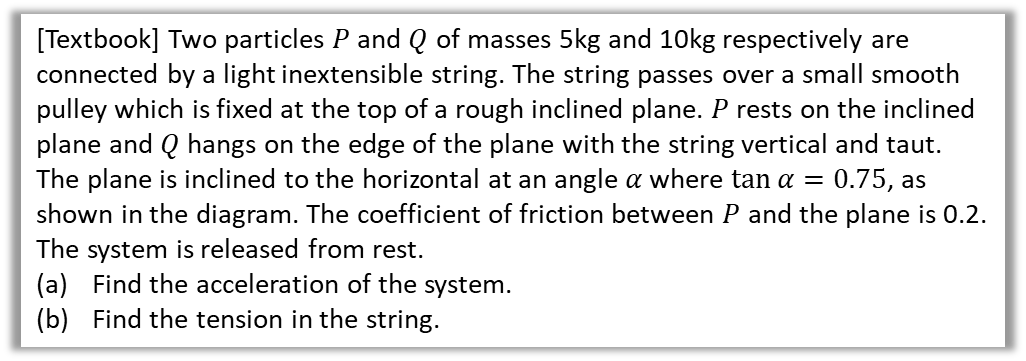 [Textbook] Two particles P and Q of masses 5kg and 10kg respectively are
connected by a light inextensible string. The string passes over a small smooth
pulley which is fixed at the top of a rough inclined plane. P rests on the inclined
plane and Q hangs on the edge of the plane with the string vertical and taut.
The plane is inclined to the horizontal at an angle α where tan α = 0.75, as
shown in the diagram. The coefficient of friction between P and the plane is 0.2.
The system is released from rest.
(a) Find the acceleration of the system.
(b) Find the tension in the string.